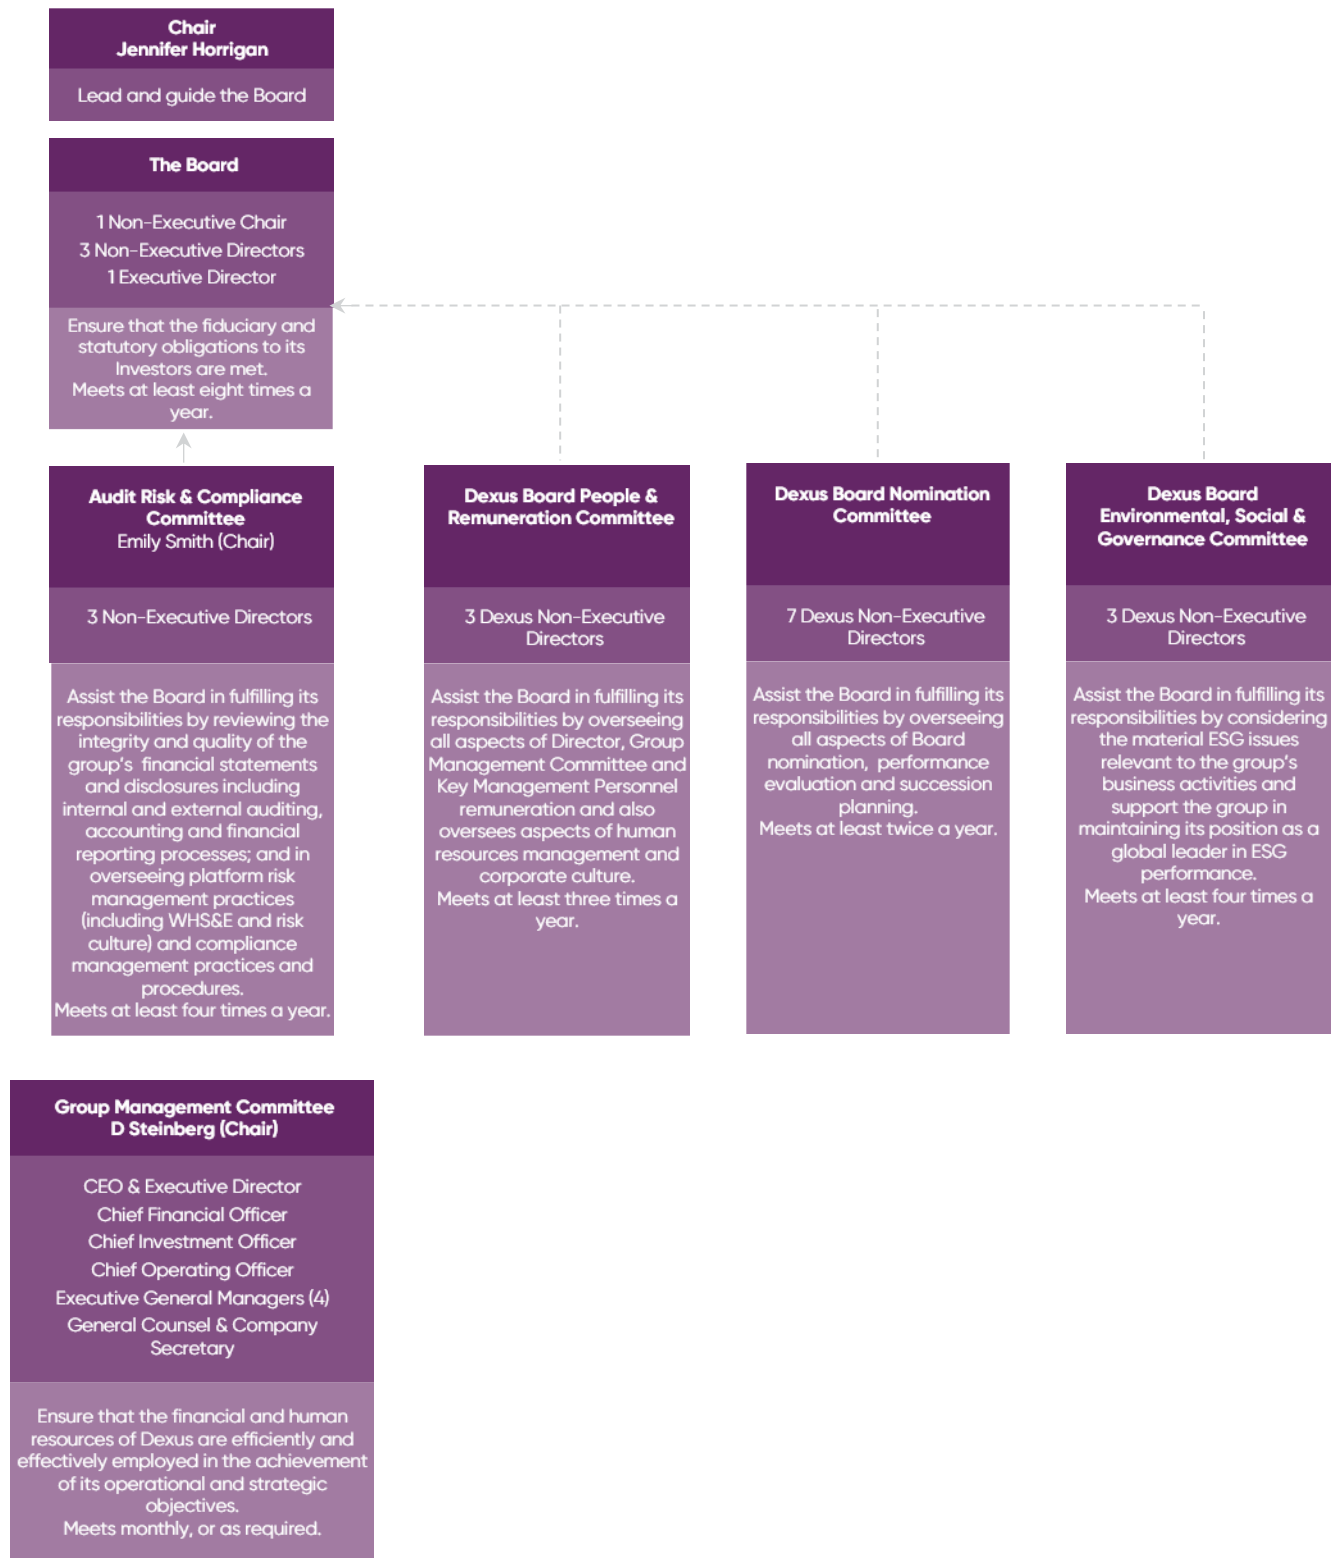 Chair
Jennifer Horrigan
Lead and guide the Board
The Board
1 Non-Executive Chair
3 Non-Executive Directors
1 Executive Director
Ensure that the fiduciary and
statutory obligations to its
Investors are met.
Meets at least eight times a
year.
Audit Risk & Compliance
Committee
Emily Smith (Chair)
3 Non-Executive Directors
Assist the Board in fulfilling its
responsibilities by reviewing the
integrity and quality of the
group's financial statements
and disclosures including
internal and external auditing,
accounting and financial
reporting processes; and in
overseeing platform risk
management practices
(including WHS&E and risk
culture) and compliance
management practices and
procedures.
Meets at least four times a year.
Dexus Board People &
Remuneration Committee
3 Dexus Non-Executive
Directors
Assist the Board in fulfilling its
responsibilities by overseeing
all aspects of Director, Group
Management Committee and
Key Management Personnel
remuneration and also
oversees aspects of human
resources management and
corporate culture.
Meets at least three times a
year.
Dexus Board Nomination
Committee
7 Dexus Non-Executive
Directors
Assist the Board in fulfilling its
responsibilities by overseeing
all aspects of Board
nomination, performance
evaluation and succession
planning.
Meets at least twice a year.
Dexus Board
Environmental, Social &
Governance Committee
3 Dexus Non-Executive
Directors
Assist the Board in fulfilling its
responsibilities by considering
the material ESG issues
relevant to the group's
business activities and
support the group in
maintaining its position as a
global leader in ESG
performance.
Meets at least four times a
year.
Group Management Committee
D Steinberg (Chair)
CEO & Executive Director
Chief Financial Officer
Chief Investment Officer
Chief Operating Officer
Executive General Managers (4)
General Counsel & Company
Secretary
Ensure that the financial and human
resources of Dexus are efficiently and
effectively employed in the achievement
of its operational and strategic
objectives.
Meets monthly, or as required.